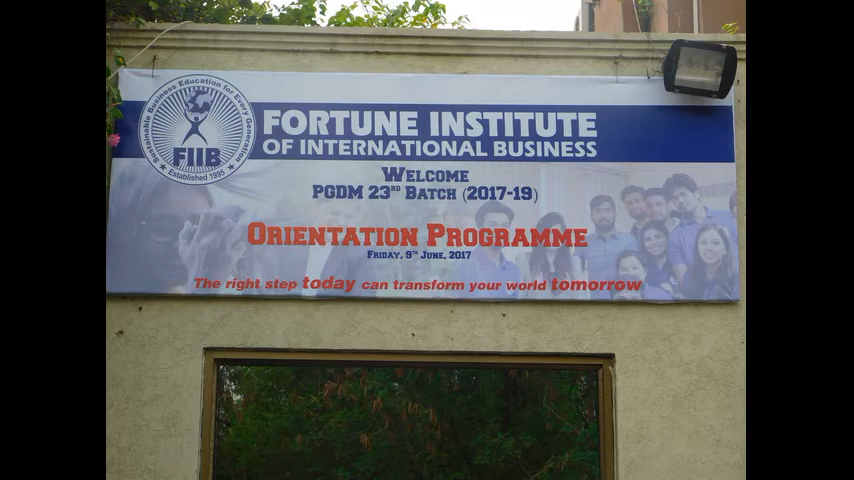 Sustainable Business Education for Every Generation
FIIB
Established 1995
FORTUNE INSTITUTE
OF INTERNATIONAL BUSINESS
WELCOME
PGDM 23RD BATCH (2017-19)
ORIENTATION PROGRAMME
FRIDAY, 9TH JUNE, 2017
The right step today can transform your world tomorrow